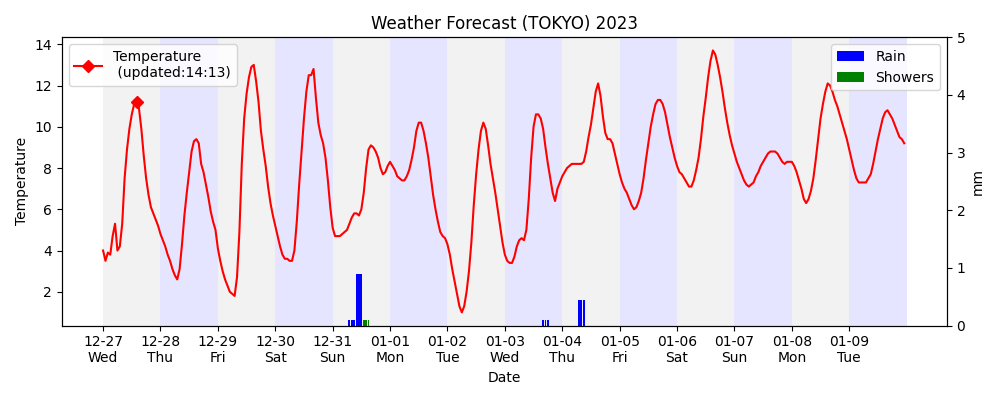 Weather Forecast (TOKYO) 2023
Temperature
(updated:14:13)
Rain
Showers
14
12
10
8
6
4
2
Temperature
5
4
3
2
1
0
mm
12-27 12-28 12-29 12-30 12-31 01-01 01-02 01-03 01-04 01-05 01-06 01-07 01-08 01-09
Wed Thu Fri Sat Sun Mon Tue Wed Thu Fri Sat Sun Mon Tue
Date